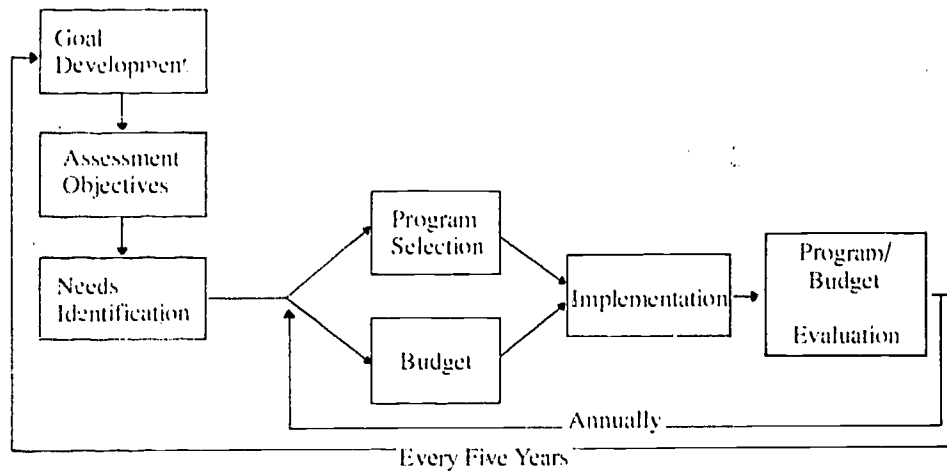 Goal
Development
Assessment
Objectives
Needs
Identification
Program
Selection
Budget
Implementation
Program/
Budget
Evaluation
Annually
Every Five Years